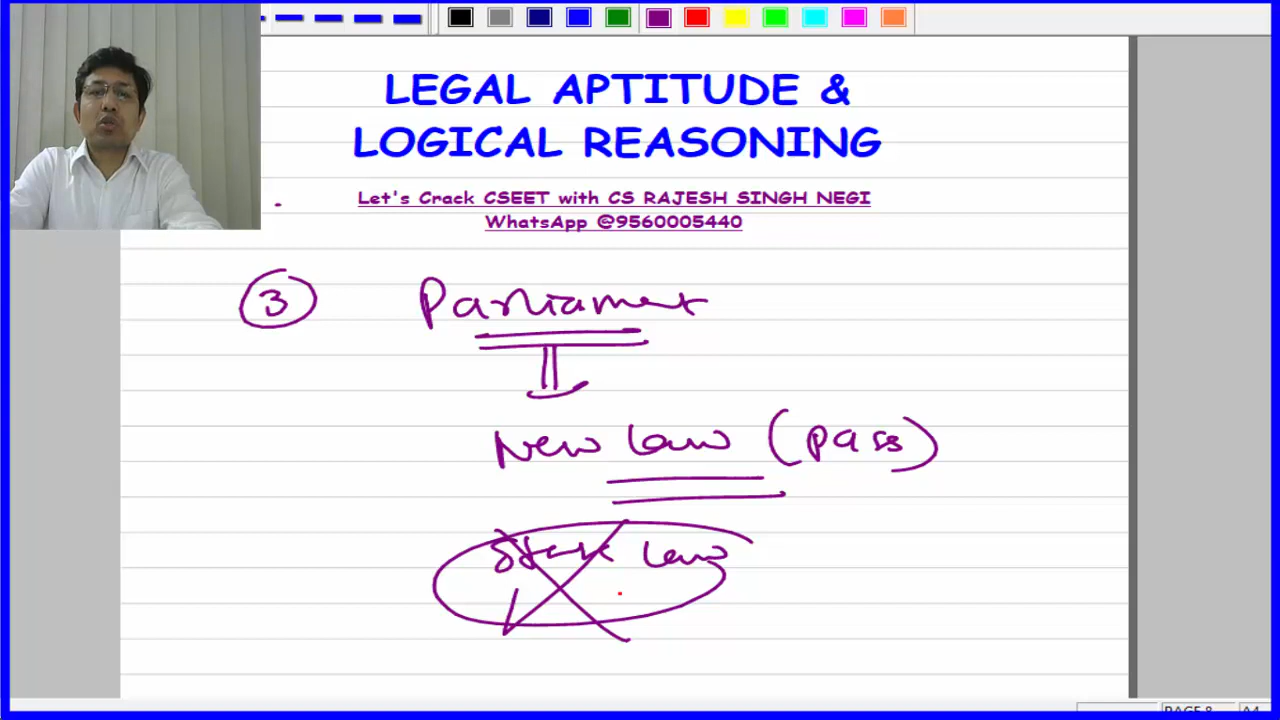 LEGAL APTITUDE &
LOGICAL REASONING
Let's Crack CSEET with CS RAJESH SINGH NEGI
WhatsApp @9560005440
3 Parliament
New law (pass)
State law